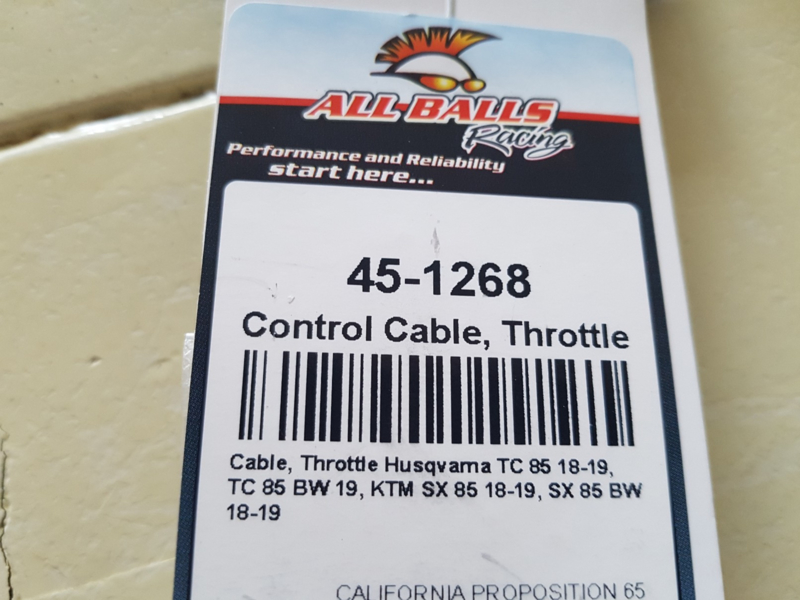 ALL BALLS
Racing
Performance and Reliability
start here...
45-1268
Control Cable, Throttle
Cable, Throttle Husqvarna TC 85 18-19,
TC 85 BW 19, KTM SX 85 18-19, SX 85 BW
18-19
CALIFORNIA PROPOSITION 65